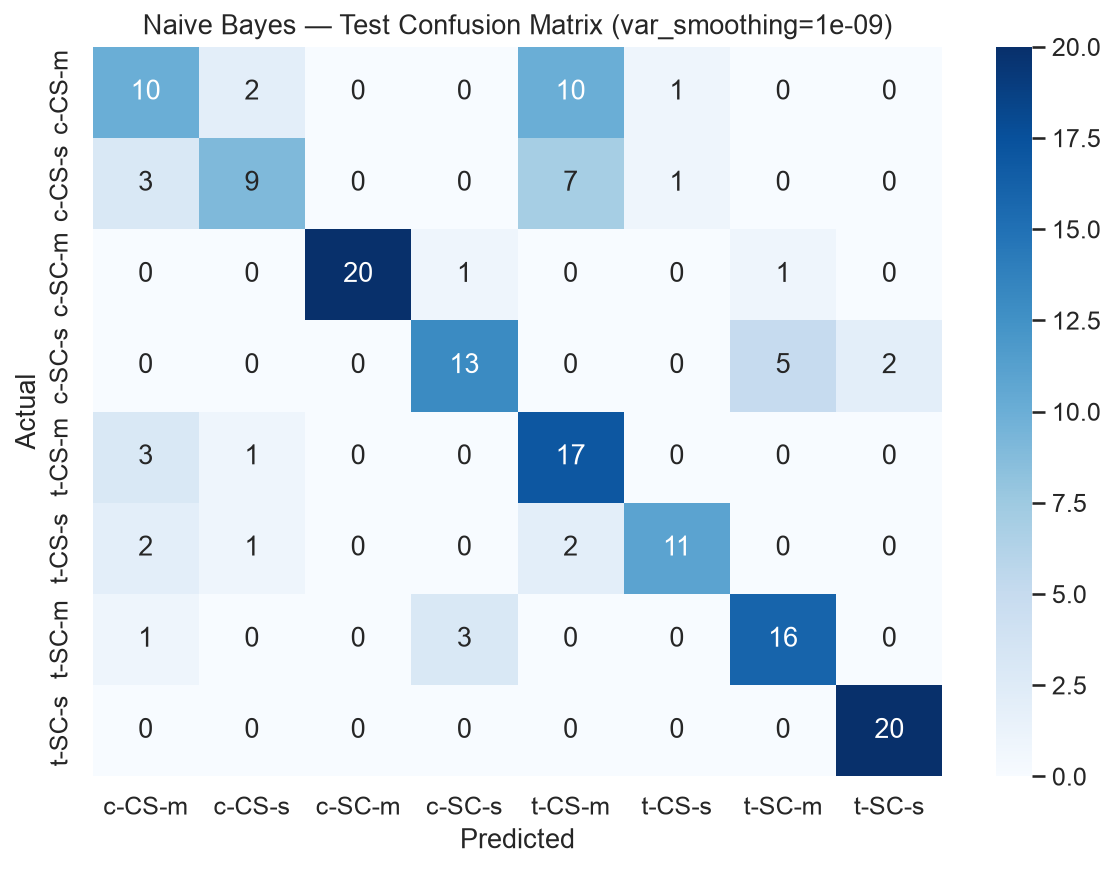 Naive Bayes — Test Confusion Matrix (var_smoothing=1e-09)
Actual
c-CS-m 10 2 0 0 10 1 0 0
c-CS-s 3 9 0 0 7 1 0 0
c-SC-m 0 0 20 1 0 0 1 0
c-SC-s 0 0 0 13 0 0 5 2
t-CS-m 3 1 0 0 17 0 0 0
t-CS-s 2 1 0 0 2 11 0 0
t-SC-m 1 0 0 3 0 0 16 0
t-SC-s 0 0 0 0 0 0 0 20
c-CS-m c-CS-s c-SC-m c-SC-s t-CS-m t-CS-s t-SC-m t-SC-s
Predicted
20.0
17.5
15.0
12.5
10.0
7.5
5.0
2.5
0.0